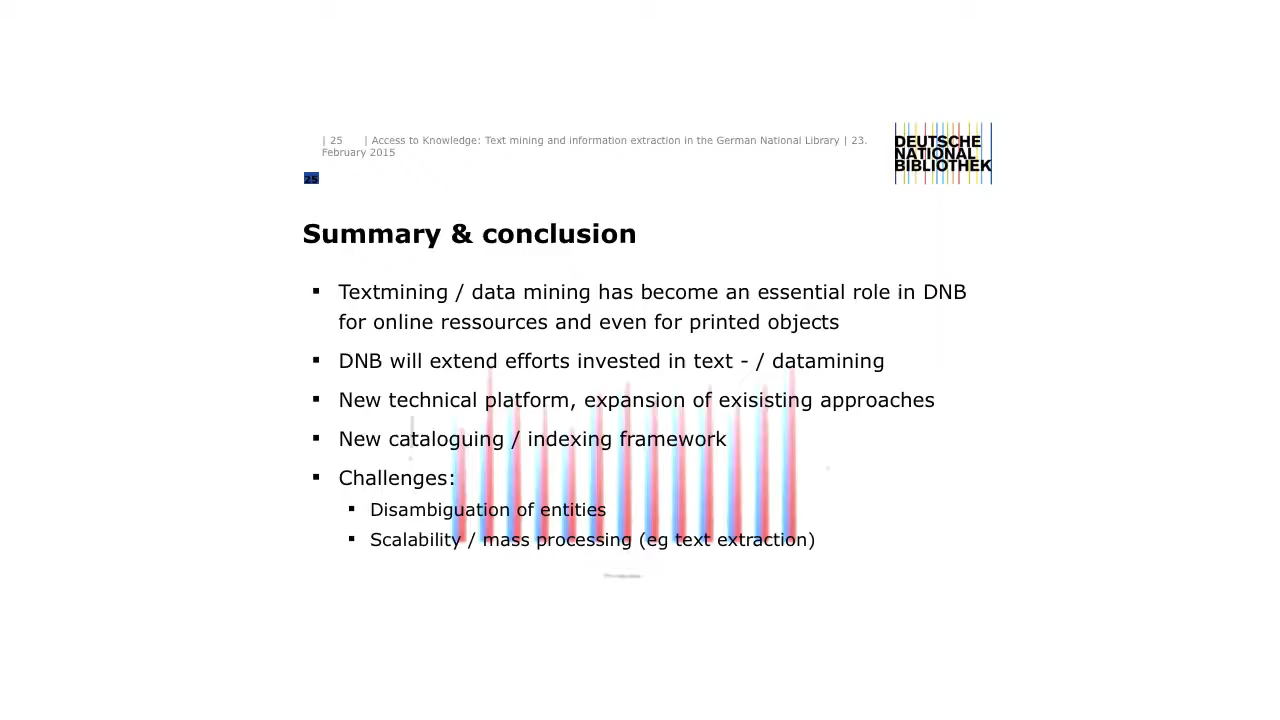 | 25 | Access to Knowledge: Text mining and information extraction in the German National Library | 23.
February 2015
DEUTSCHE
NATIONAL
BIBLIOTHEK
25
Summary & conclusion
▪ Textmining / data mining has become an essential role in DNB
for online ressources and even for printed objects
▪ DNB will extend efforts invested in text - / datamining
▪ New technical platform, expansion of exisisting approaches
▪ New cataloguing / indexing framework
▪ Challenges:
▪ Disambiguation of entities
▪ Scalability / mass processing (eg text extraction)